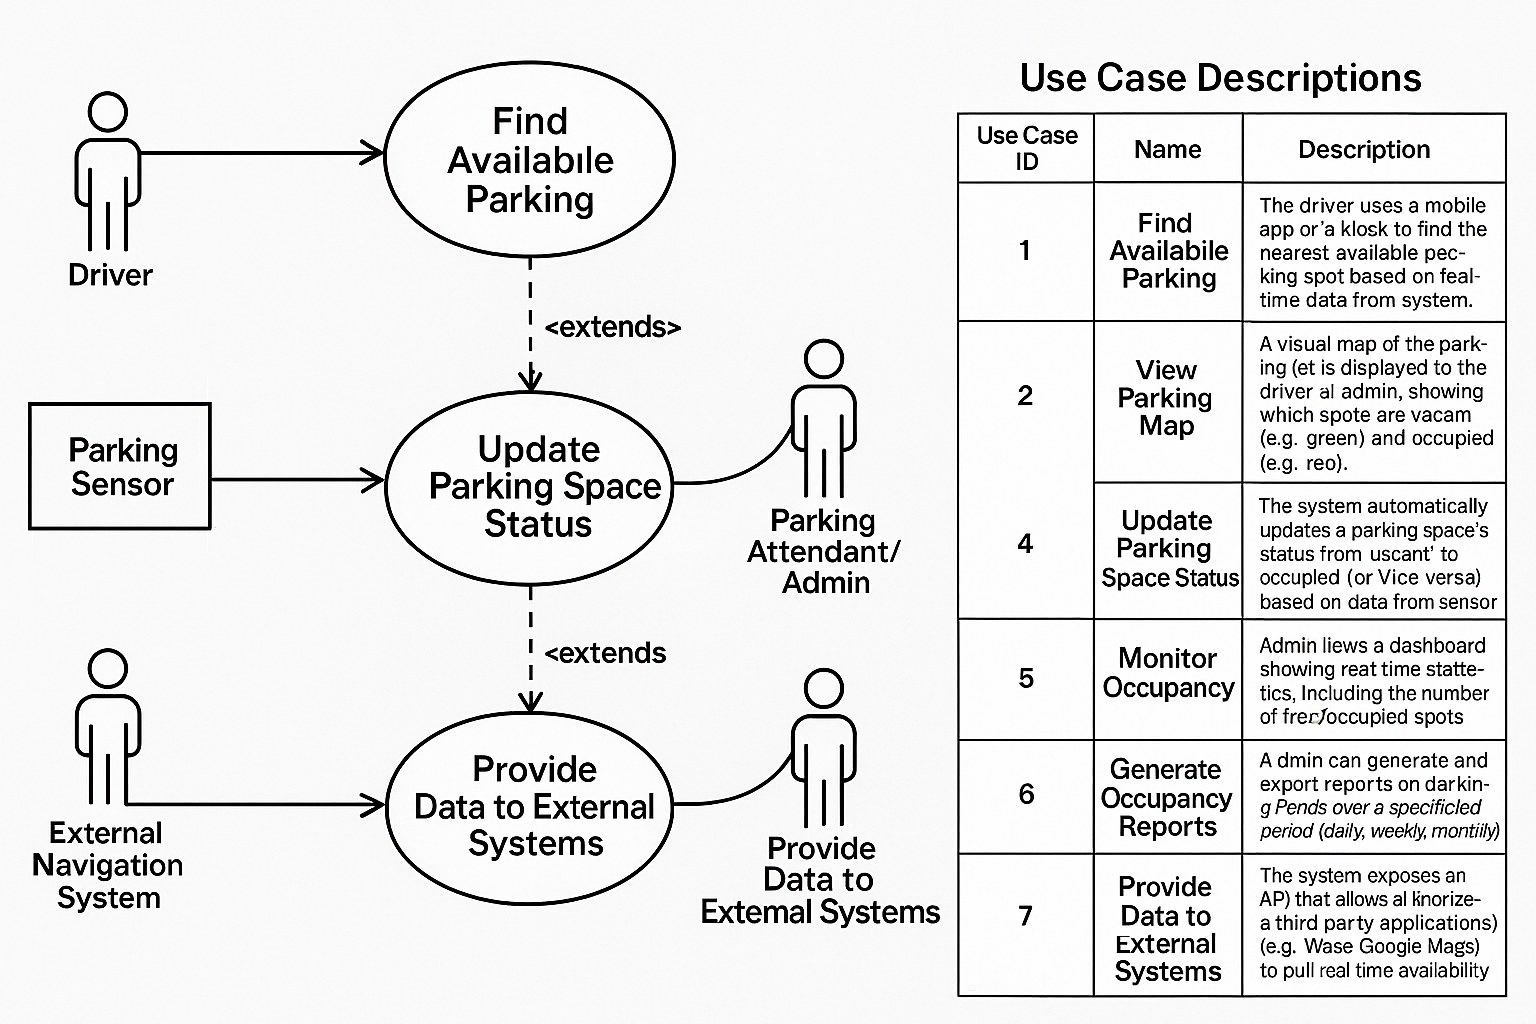 Find
Availabıle
Parking
Driver
<extends>
Parking
Sensor
Update
Parking Space
Status
Parking
Attendant/
Admin
<extends
External
Navigation
System
Provide
Data to External
Systems
Provide
Data to
Extemal Systems
Use Case Descriptions
Use Case
ID
Name
Description
1
Find
Availabile
Parking
The driver uses a mobile
app or'a klosk to find the
nearest available pec-
king spot based on feal-
time data from system.
2
View
Parking
Map
A visual map of the park-
ing (et is displayed to the
driver al admin, showing
which spote are vacam
(e.g. green) and occupied
(e.g. reo).
4
Update
Parking
Space Status
The system automatically
updates a parking space's
status from uscant' to
occupled (or Vice versa)
based on data from sensor
5
Monitor
Occupancy
Admin liews a dashboard
showing reat time statte-
tics, Including the number
of free/occupied spots
6
Generate
Occupancy
Reports
A dmin can generate and
export reports on darkin-
g Pends over a specificled
period (daily, weekly, montiily)
7
Provide
Data to
External
Systems
The system exposes an
AP) that allows al knorize-
a third party applications)
(e.g. Wase Googie Mags)
to pull real time availability